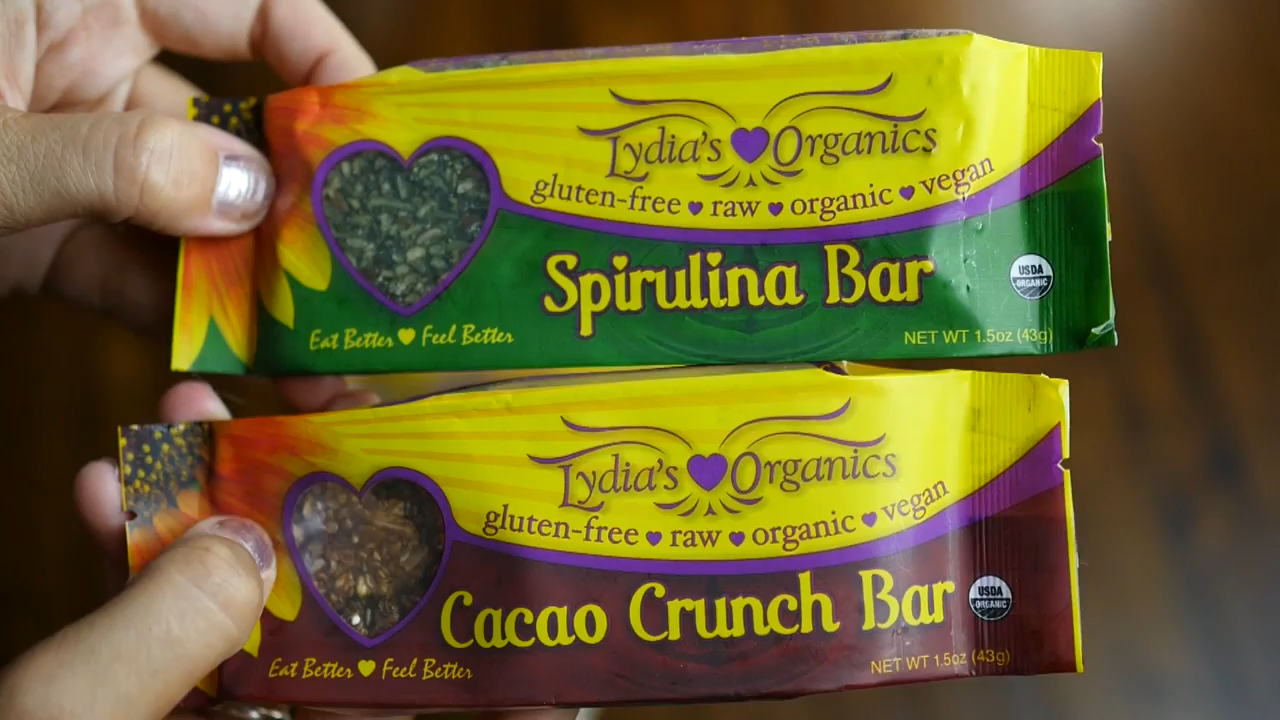 Lydia's Organics
gluten-free raw organic vegan
Spirulina Bar
USDA
ORGANIC
Eat Better Feel Better
NET WT 1.5oz (43g)
Lydia's Organics
gluten-free raw organic vegan
Cacao Crunch Bar
USDA
ORGANIC
Eat Better Feel Better
NET WT 1.5oz (43g)